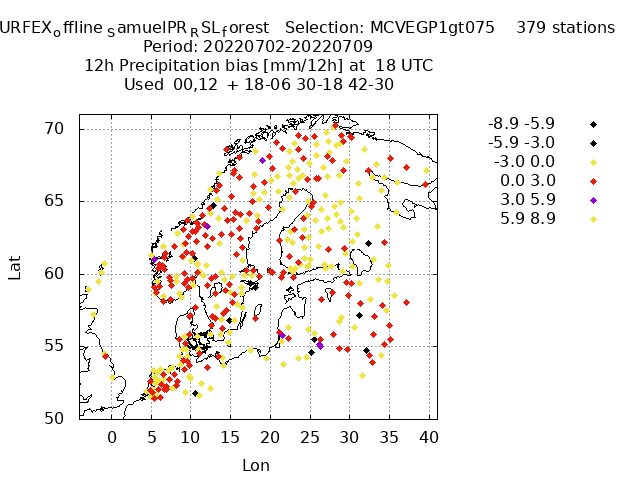 URFEXoffline SamuelPRRSLforest Selection: MCVEGP1gt075 379 stations
Period: 20220702-20220709
12h Precipitation bias [mm/12h] at 18 UTC
Used 00,12 + 18-06 30-18 42-30
70
65
60
55
50
0 5 10 15 20 25 30 35 40
Lat
Lon
-8.9 -5.9
-5.9 -3.0
-3.0 0.0
0.0 3.0
3.0 5.9
5.9 8.9